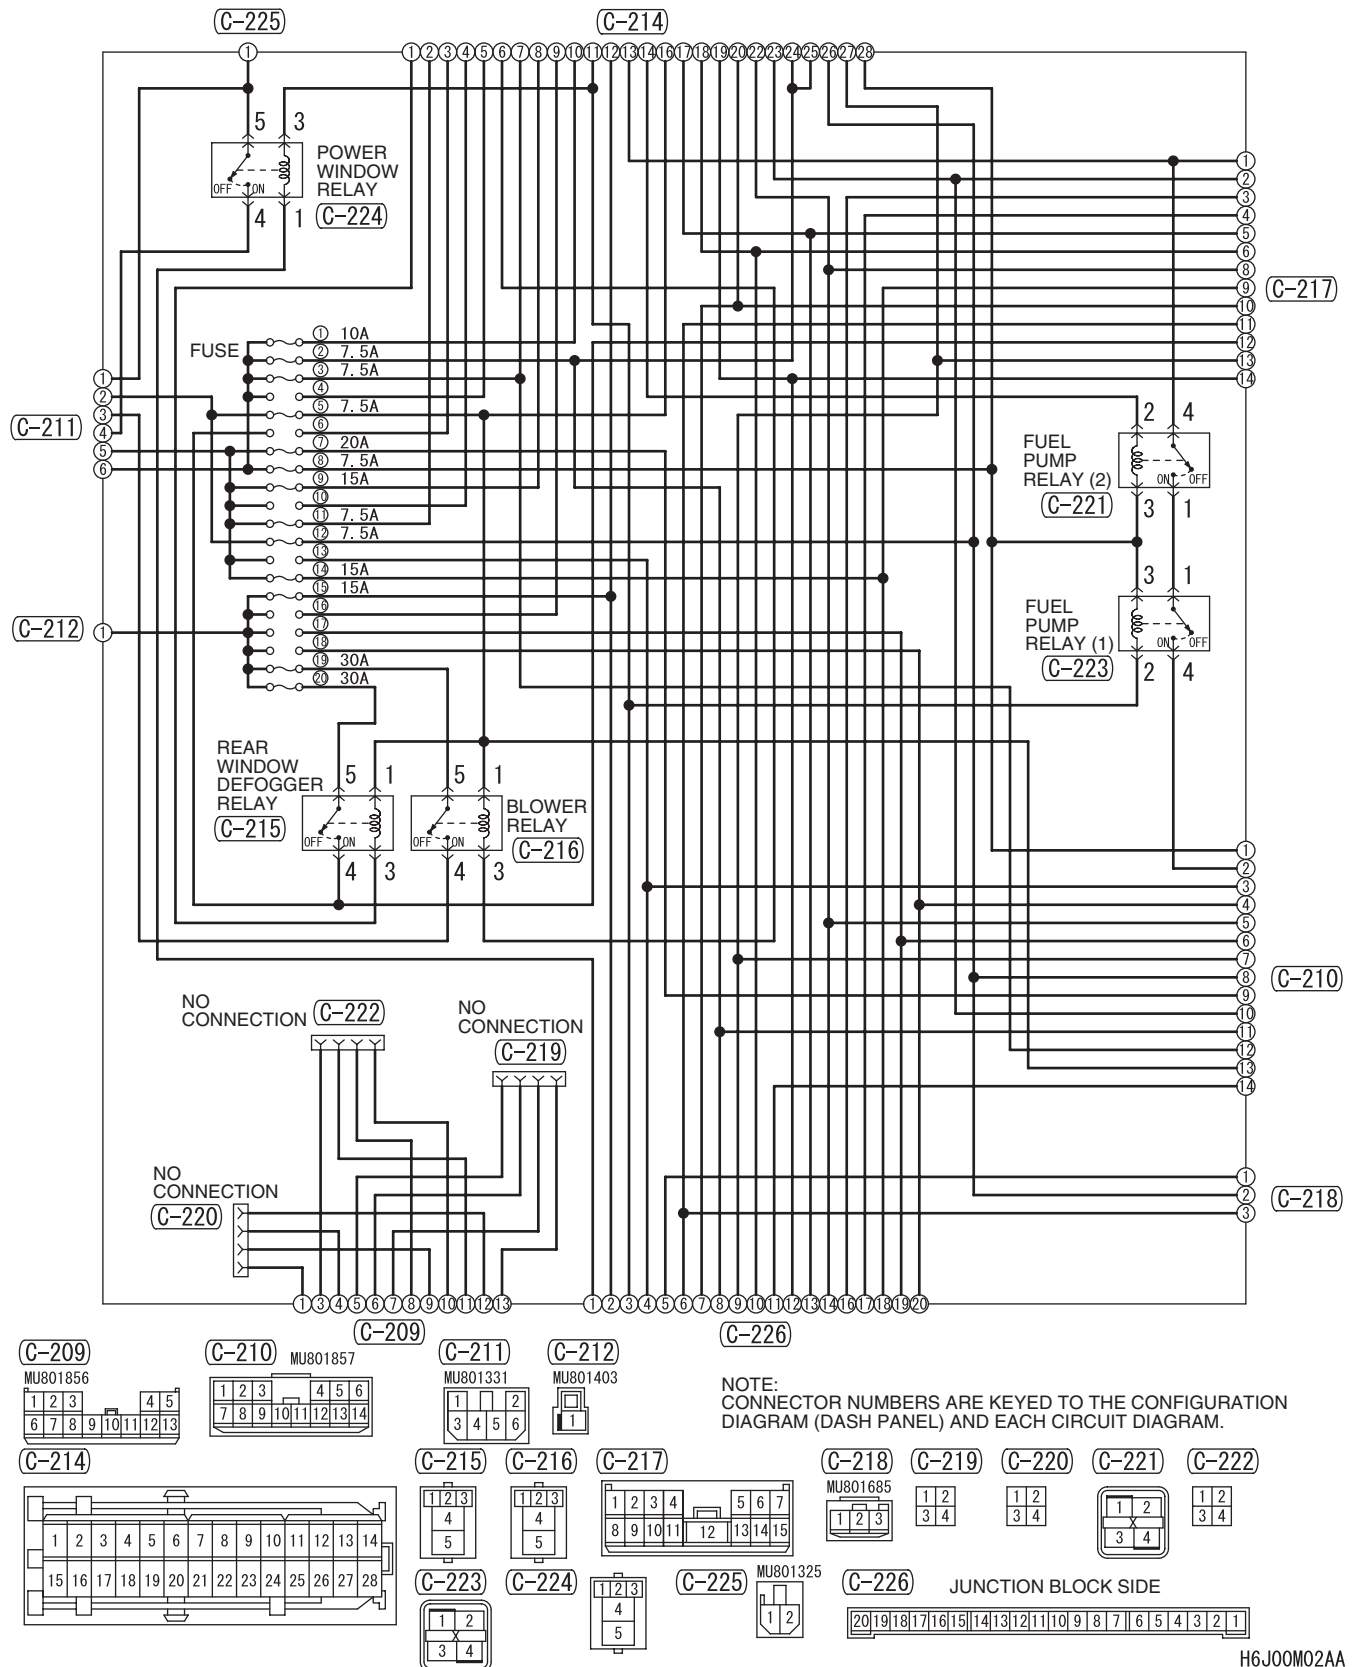 C-225
C-214
1
1 2 3 4 5 6 7 8 9 10 11 12 13 14 16 17 18 19 20 22 23 24 25 26 27 28
5 3
POWER
WINDOW
RELAY
OFF ON
4 1
C-224
1
2
3
4
5
6
8
9
10
11
12
13
14
C-217
FUSE
1 10A
2 7.5A
3 7.5A
4
5 7.5A
6
7 20A
8 7.5A
9 15A
10
11 7.5A
12 7.5A
13
14 15A
15 15A
16
17
18
19 30A
20 30A
1
2
3
4
5
6
C-211
C-212
1
2 4
FUEL
PUMP
RELAY (2)
ON OFF
C-221
3 1
3 1
FUEL
PUMP
RELAY (1)
ON OFF
C-223
2 4
REAR
WINDOW
DEFOGGER
RELAY
C-215
5 1
OFF ON
4 3
5 1
BLOWER
RELAY
OFF ON
C-216
4 3
1
2
3
4
5
6
7
8
9
10
11
12
13
14
C-210
NO
CONNECTION
C-222
NO
CONNECTION
C-219
NO
CONNECTION
C-220
1
2
3
C-218
1 3 4 5 6 7 8 9 10 11 12 13
C-209
1 2 3 4 5 6 7 8 9 10 11 12 13 14 16 17 18 19 20
C-226
C-209
MU801856
1 2 3 4 5
6 7 8 9 10 11 12 13
C-210
MU801857
1 2 3 4 5 6
7 8 9 10 11 12 13 14
C-211
MU801331
1 2
3 4 5 6
C-212
MU801403
1
NOTE:
CONNECTOR NUMBERS ARE KEYED TO THE CONFIGURATION
DIAGRAM (DASH PANEL) AND EACH CIRCUIT DIAGRAM.
C-214
1 2 3 4 5 6 7 8 9 10 11 12 13 14
15 16 17 18 19 20 21 22 23 24 25 26 27 28
C-215
1 2 3
4
5
C-216
1 2 3
4
5
C-217
1 2 3 4 5 6 7
8 9 10 11 12 13 14 15
C-218
MU801685
1 2 3
C-219
1 2
3 4
C-220
1 2
3 4
C-221
1 2
X
3 4
C-222
1 2
3 4
C-223
1 2
X
3 4
C-224
1 2 3
4
5
C-225
MU801325
1 2
C-226
JUNCTION BLOCK SIDE
20 19 18 17 16 15 14 13 12 11 10 9 8 7 6 5 4 3 2 1
H6J00M02AA